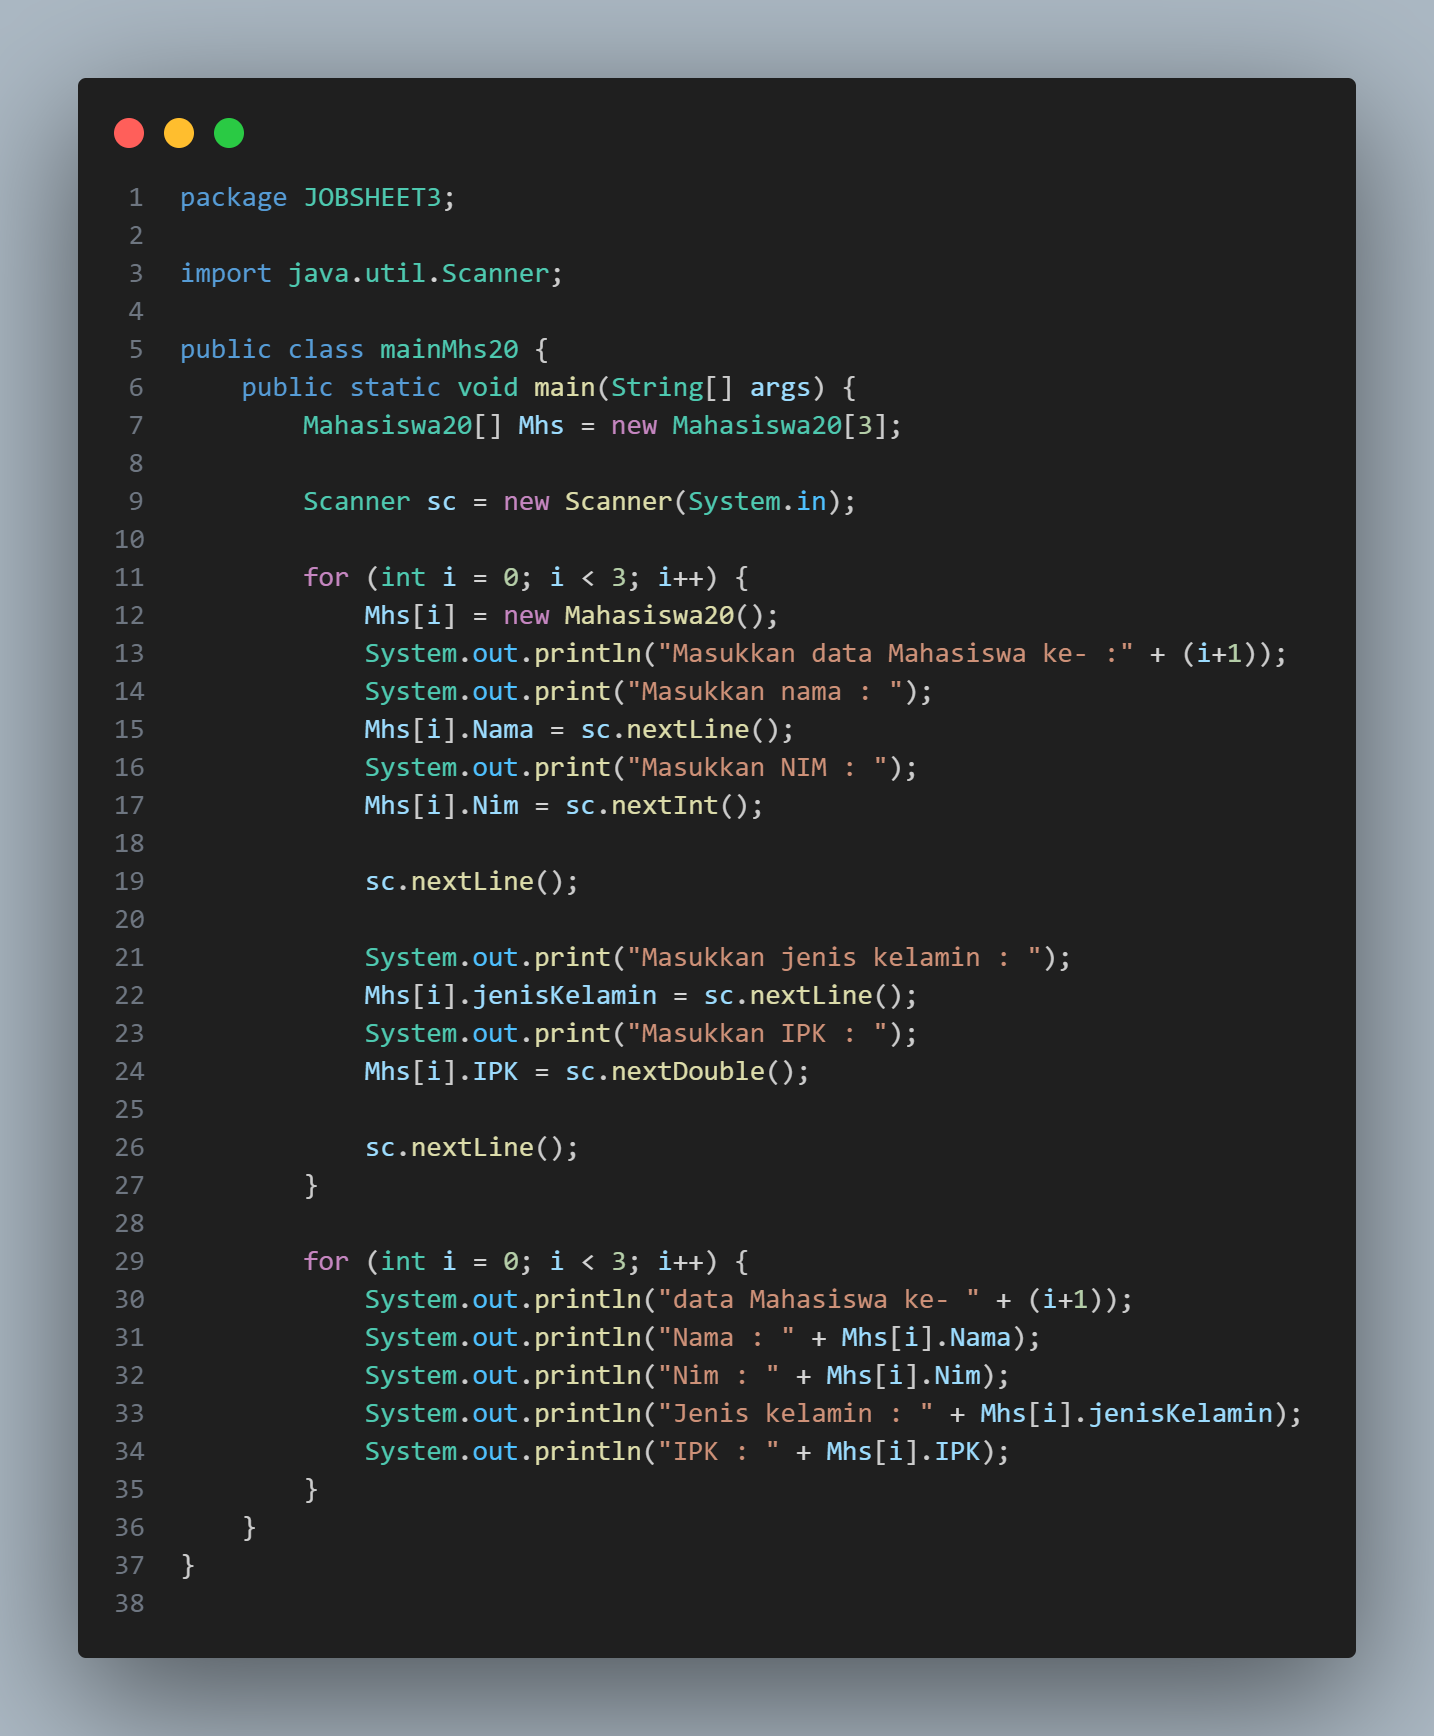 1 package JOBSHEET3;
2
3 import java.util.Scanner;
4
5 public class mainMhs20 {
6     public static void main(String[] args) {
7         Mahasiswa20[] Mhs = new Mahasiswa20[3];
8
9         Scanner sc = new Scanner(System.in);
10
11         for (int i = 0; i < 3; i++) {
12             Mhs[i] = new Mahasiswa20();
13             System.out.println("Masukkan data Mahasiswa ke- :" + (i+1));
14             System.out.print("Masukkan nama : ");
15             Mhs[i].Nama = sc.nextLine();
16             System.out.print("Masukkan NIM : ");
17             Mhs[i].Nim = sc.nextInt();
18
19             sc.nextLine();
20
21             System.out.print("Masukkan jenis kelamin : ");
22             Mhs[i].jenisKelamin = sc.nextLine();
23             System.out.print("Masukkan IPK : ");
24             Mhs[i].IPK = sc.nextDouble();
25
26             sc.nextLine();
27         }
28
29         for (int i = 0; i < 3; i++) {
30             System.out.println("data Mahasiswa ke- " + (i+1));
31             System.out.println("Nama : " + Mhs[i].Nama);
32             System.out.println("Nim : " + Mhs[i].Nim);
33             System.out.println("Jenis kelamin : " + Mhs[i].jenisKelamin);
34             System.out.println("IPK : " + Mhs[i].IPK);
35         }
36     }
37 }
38